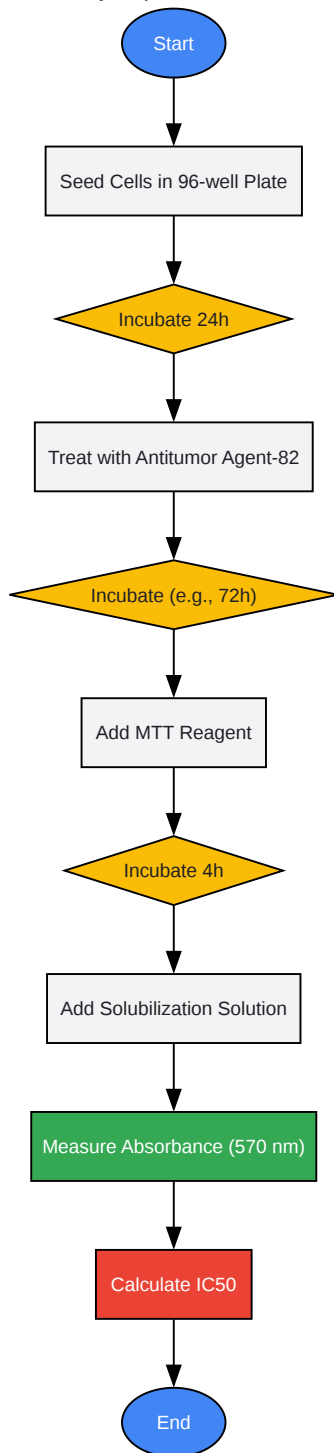 Start
Seed Cells in 96-well Plate
Incubate 24h
Treat with Antitumor Agent-82
Incubate (e.g., 72h)
Add MTT Reagent
Incubate 4h
Add Solubilization Solution
Measure Absorbance (570 nm)
Calculate IC50
End